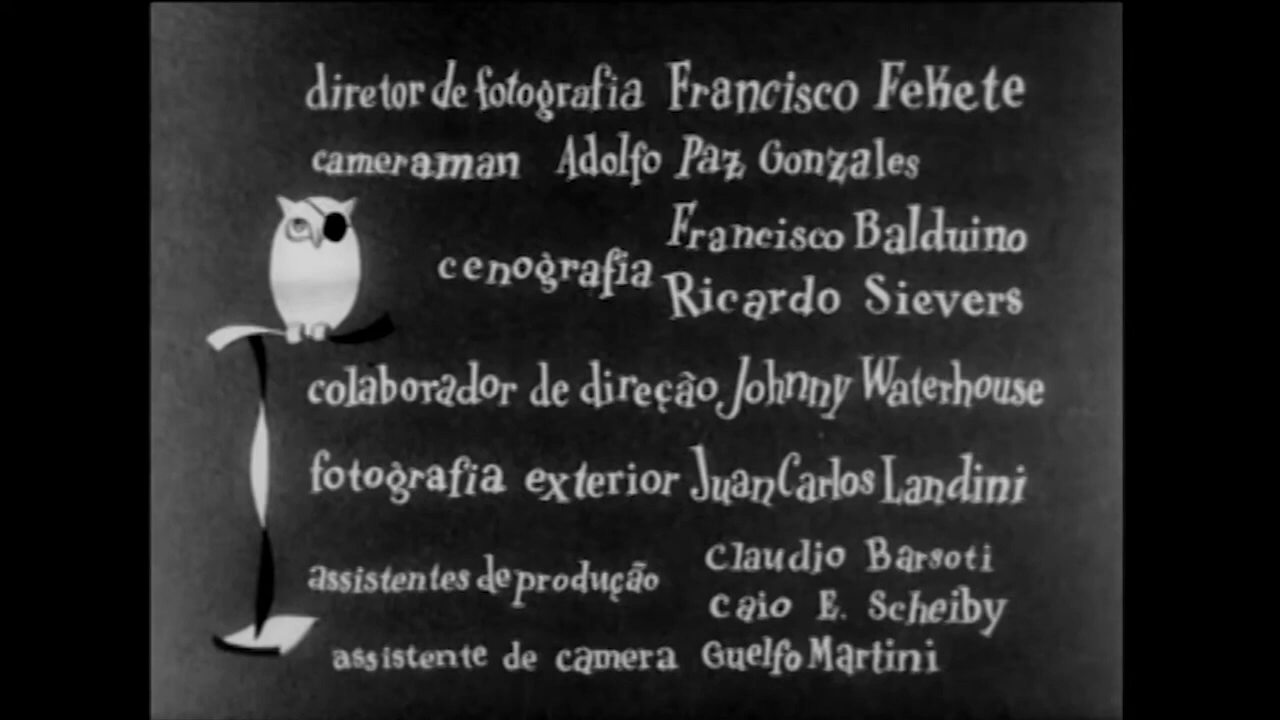 diretor de fotografia Francisco Fekete
cameraman Adolfo Paz Gonzales
cenografia Francisco Balduino
Ricardo Sievers
colaborador de direção Johnny Waterhouse
fotografia exterior Juan Carlos Landini
assistentes de produção Claudio Barsoti
Caio E. Scheiby
assistente de camera Guelfo Martini